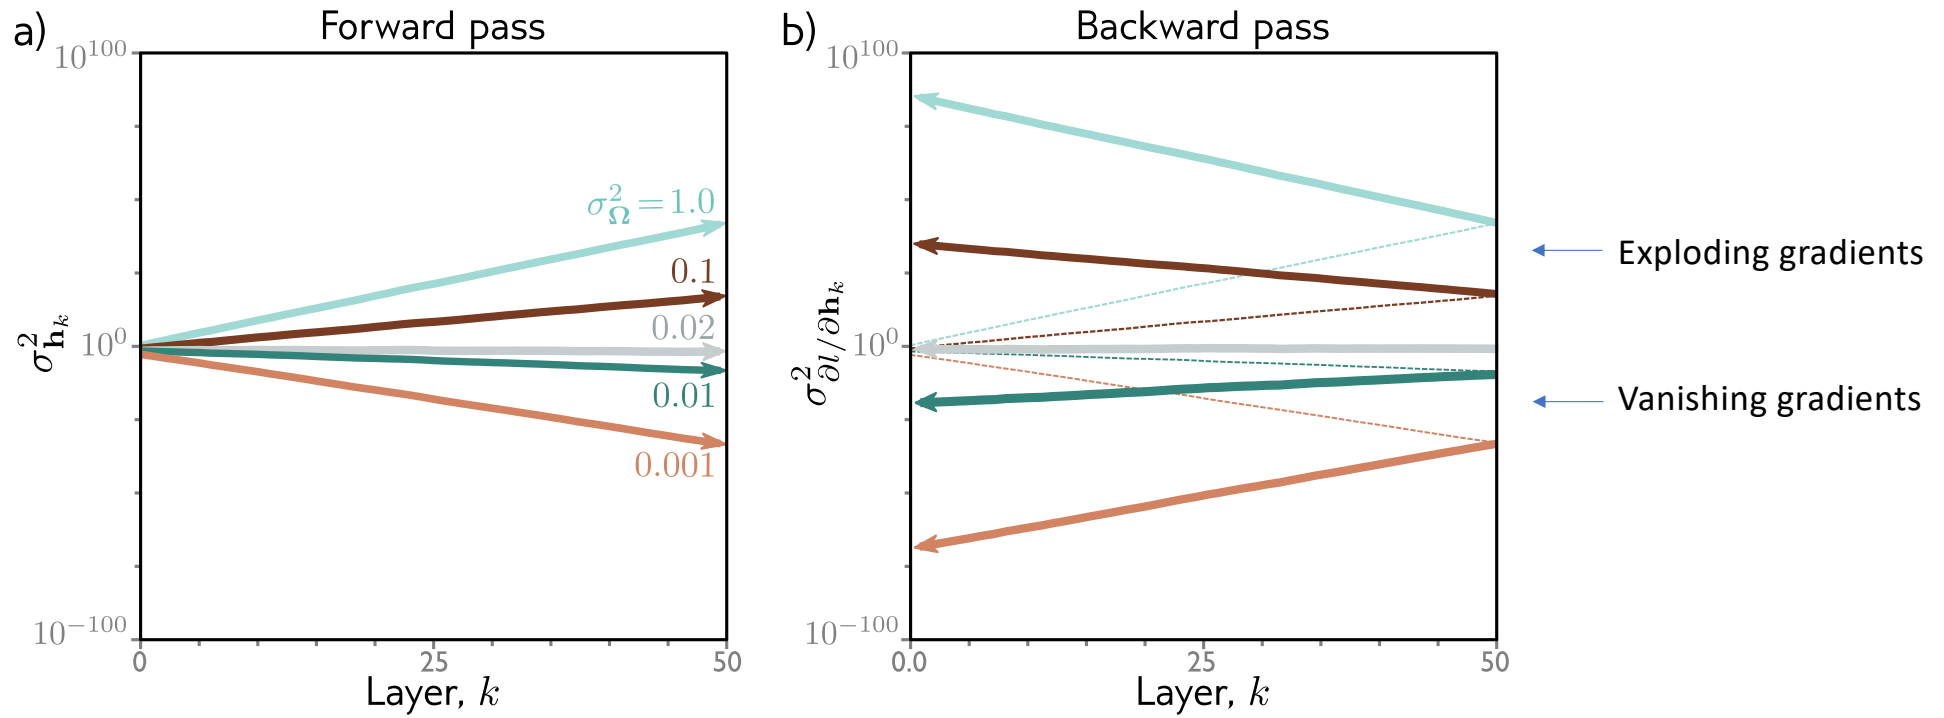 a)
Forward pass
10^100
10^0
10^−100
σ²_{h_k}
σ²_Ω=1.0
0.1
0.02
0.01
0.001
0
25
50
Layer, k
b)
Backward pass
10^100
10^0
10^−100
σ²_{∂l/∂h_k}
0.0
25
50
Layer, k
Exploding gradients
Vanishing gradients